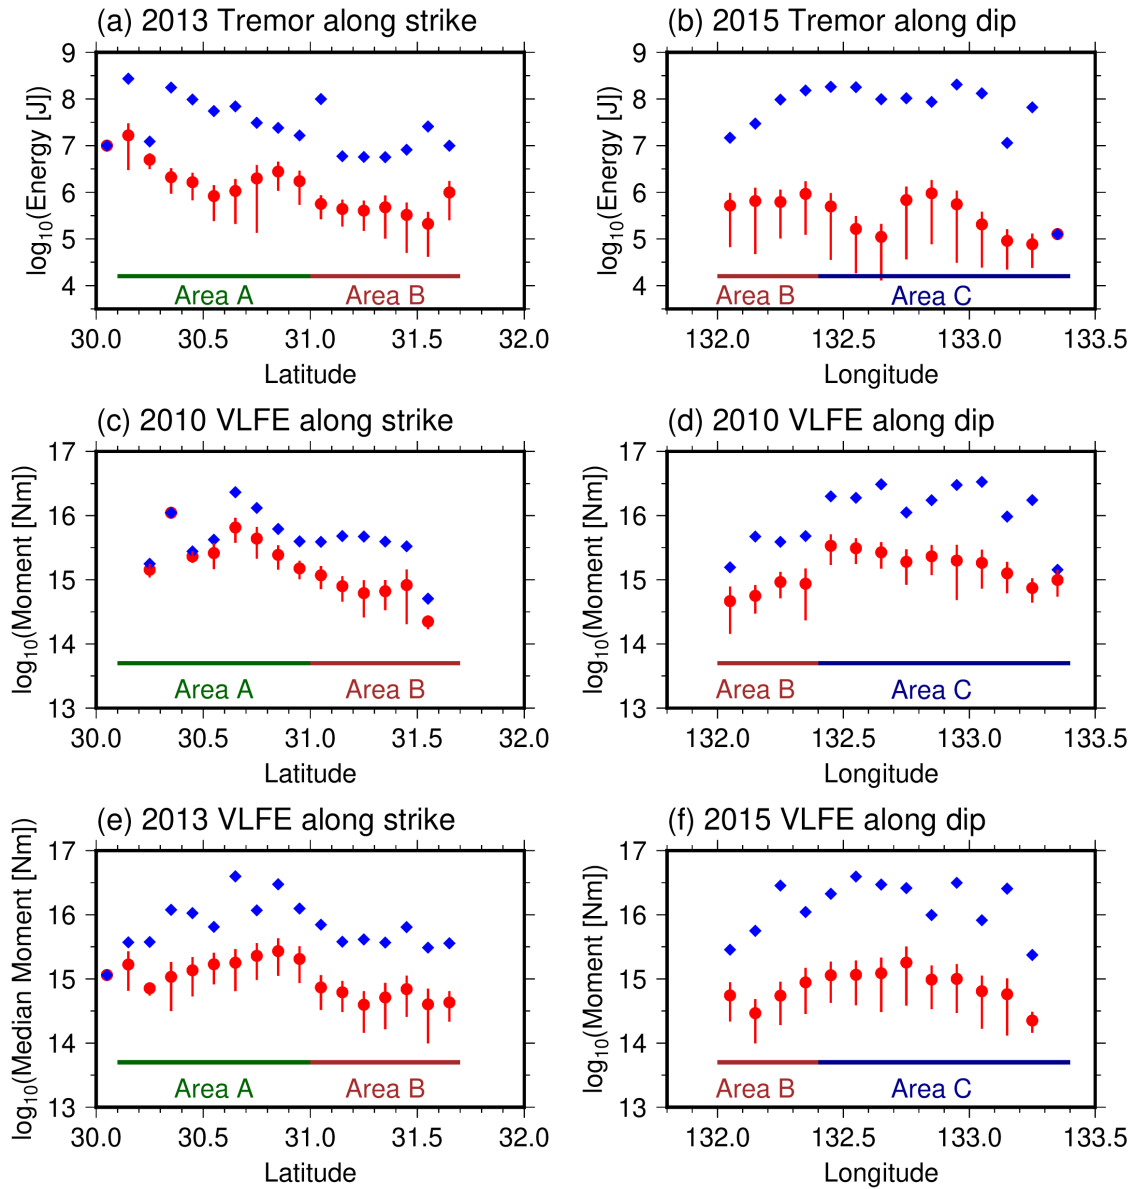 (a) 2013 Tremor along strike
log10(Energy [J])
9
8
7
6
5
4
Area A
Area B
30.0
30.5
31.0
31.5
32.0
Latitude
(b) 2015 Tremor along dip
log10(Energy [J])
9
8
7
6
5
4
Area B
Area C
132.0
132.5
133.0
133.5
Longitude
(c) 2010 VLFE along strike
log10(Moment [Nm])
17
16
15
14
13
Area A
Area B
30.0
30.5
31.0
31.5
32.0
Latitude
(d) 2010 VLFE along dip
log10(Moment [Nm])
17
16
15
14
13
Area B
Area C
132.0
132.5
133.0
133.5
Longitude
(e) 2013 VLFE along strike
log10(Median Moment [Nm])
17
16
15
14
13
Area A
Area B
30.0
30.5
31.0
31.5
32.0
Latitude
(f) 2015 VLFE along dip
log10(Moment [Nm])
17
16
15
14
13
Area B
Area C
132.0
132.5
133.0
133.5
Longitude